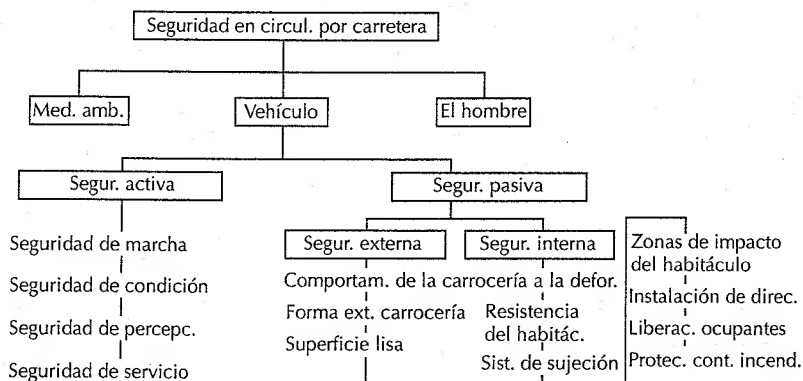 Seguridad en circul. por carretera
Med. amb.
Vehículo
El hombre
Segur. activa
Segur. pasiva
Seguridad de marcha
Seguridad de condición
Seguridad de percepc.
Seguridad de servicio
Segur. externa
Segur. interna
Comportam. de la carrocería a la defor.
Forma ext. carrocería
Superficie lisa
Resistencia
del habitác.
Sist. de sujeción
Zonas de impacto
del habitáculo
Instalación de direc.
Liberac. ocupantes
Protec. cont. incend.